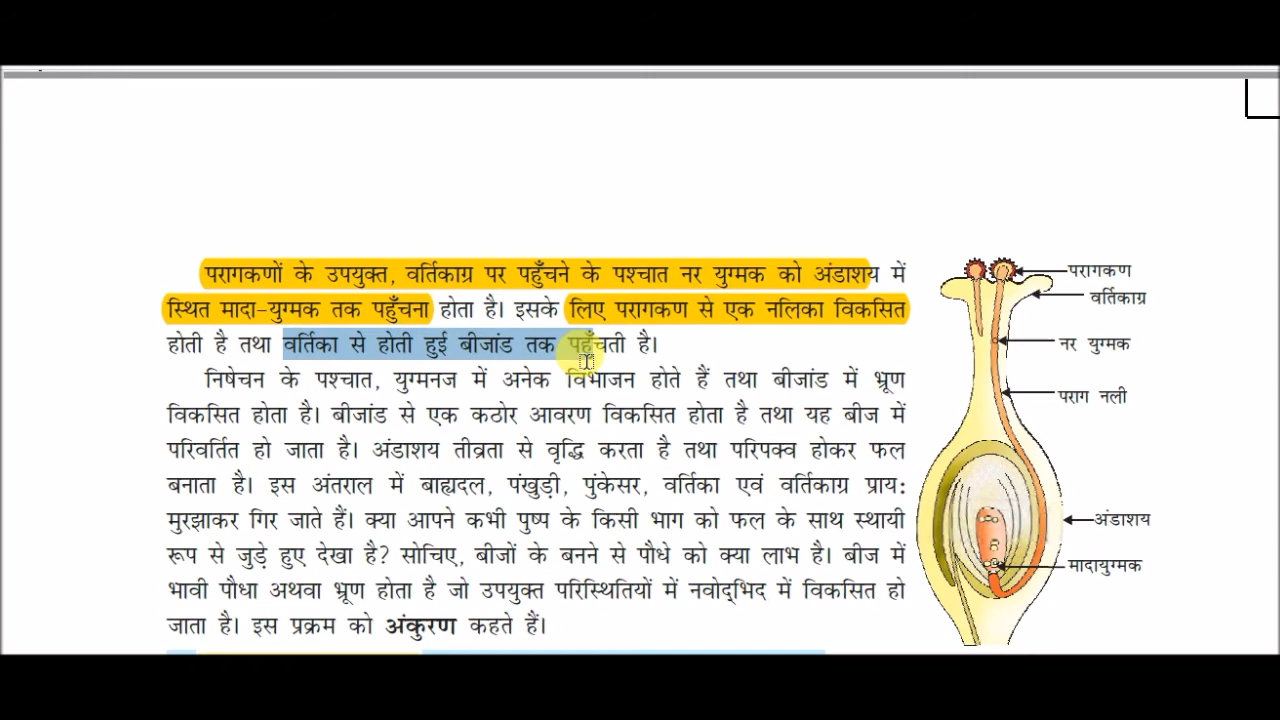 परागकणों के उपयुक्त, वर्तिकाग्र पर पहुँचने के पश्चात नर युग्मक को अंडाशय में
स्थित मादा-युग्मक तक पहुँचना होता है। इसके लिए परागकण से एक नलिका विकसित
होती है तथा वर्तिका से होती हुई बीजांड तक पहुँचती है।
निषेचन के पश्चात, युग्मनज में अनेक विभाजन होते हैं तथा बीजांड में भ्रूण
विकसित होता है। बीजांड से एक कठोर आवरण विकसित होता है तथा यह बीज में
परिवर्तित हो जाता है। अंडाशय तीव्रता से वृद्धि करता है तथा परिपक्व होकर फल
बनाता है। इस अंतराल में बाह्यदल, पंखुड़ी, पुंकेसर, वर्तिका एवं वर्तिकाग्र प्राय:
मुरझाकर गिर जाते हैं। क्या आपने कभी पुष्प के किसी भाग को फल के साथ स्थायी
रूप से जुड़े हुए देखा है? सोचिए, बीजों के बनने से पौधे को क्या लाभ है। बीज में
भावी पौधा अथवा भ्रूण होता है जो उपयुक्त परिस्थितियों में नवोद्‌भिद में विकसित हो
जाता है। इस प्रक्रम को अंकुरण कहते हैं।
परागकण
वर्तिकाग्र
नर युग्मक
पराग नली
अंडाशय
मादायुग्मक